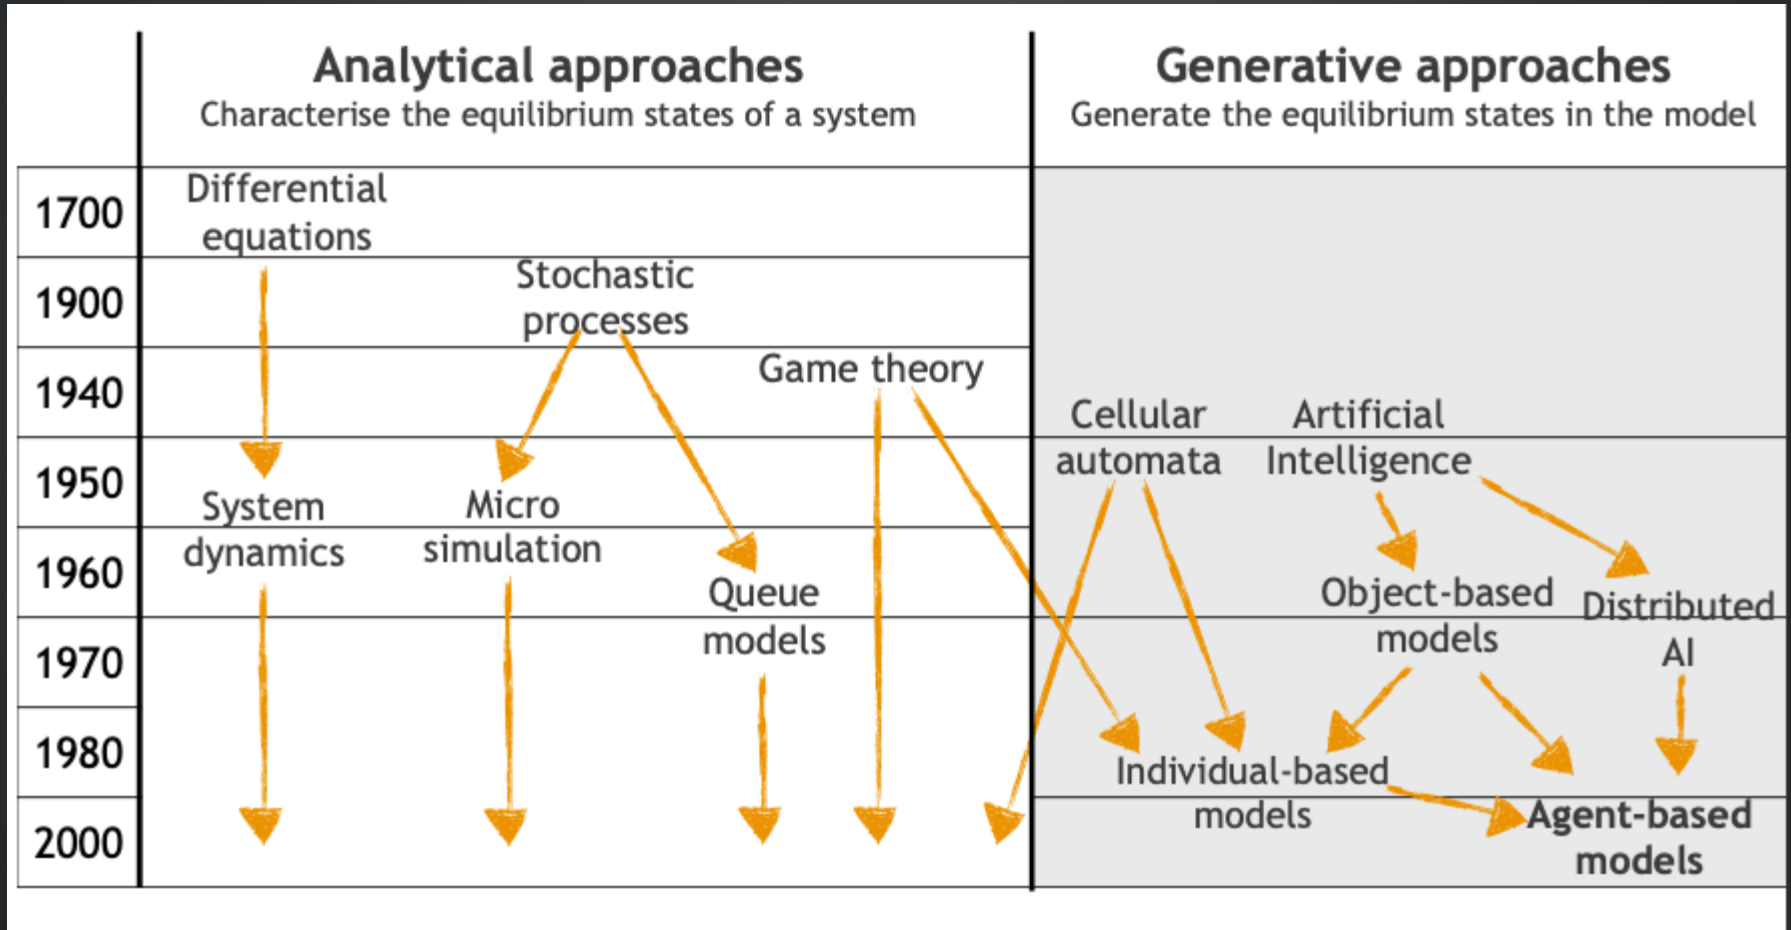 Analytical approaches
Characterise the equilibrium states of a system
Generative approaches
Generate the equilibrium states in the model
1700
Differential
equations
1900
Stochastic
processes
1940
Game theory
Cellular
automata
Artificial
Intelligence
1950
System
dynamics
Micro
simulation
1960
Queue
models
Object-based
models
Distributed
AI
1970
1980
Individual-based
models
2000
Agent-based
models